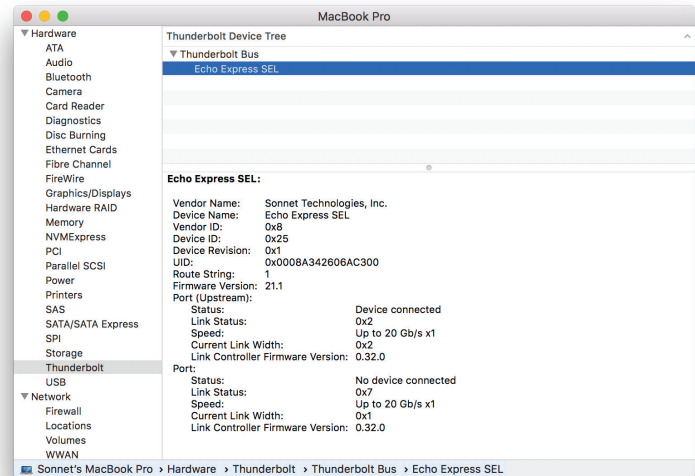 MacBook Pro
Hardware
ATA
Audio
Bluetooth
Camera
Card Reader
Diagnostics
Disc Burning
Ethernet Cards
Fibre Channel
FireWire
Graphics/Displays
Hardware RAID
Memory
NVMExpress
PCI
Parallel SCSI
Power
Printers
SAS
SATA/SATA Express
SPI
Storage
Thunderbolt
USB
Network
Firewall
Locations
Volumes
WWAN
Thunderbolt Device Tree
Thunderbolt Bus
Echo Express SEL
Echo Express SEL:
Vendor Name: Sonnet Technologies, Inc.
Device Name: Echo Express SEL
Vendor ID: 0x8
Device ID: 0x25
Device Revision: 0x1
UID: 0x0008A342606AC300
Route String: 1
Firmware Version: 21.1
Port (Upstream):
Status: Device connected
Link Status: 0x2
Speed: Up to 20 Gb/s x1
Current Link Width: 0x2
Link Controller Firmware Version: 0.32.0
Port:
Status: No device connected
Link Status: 0x7
Speed: Up to 20 Gb/s x1
Current Link Width: 0x1
Link Controller Firmware Version: 0.32.0
Sonnet's MacBook Pro › Hardware › Thunderbolt › Thunderbolt Bus › Echo Express SEL